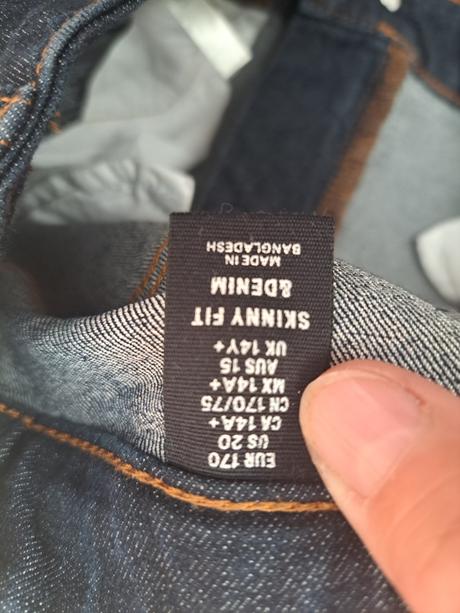 EUR 170
US 20
CA 14A+
CN 170/75
MX 14A+
AUS 15
UK 14Y+
SKINNY FIT
&DENIM
MADE IN
BANGLADESH